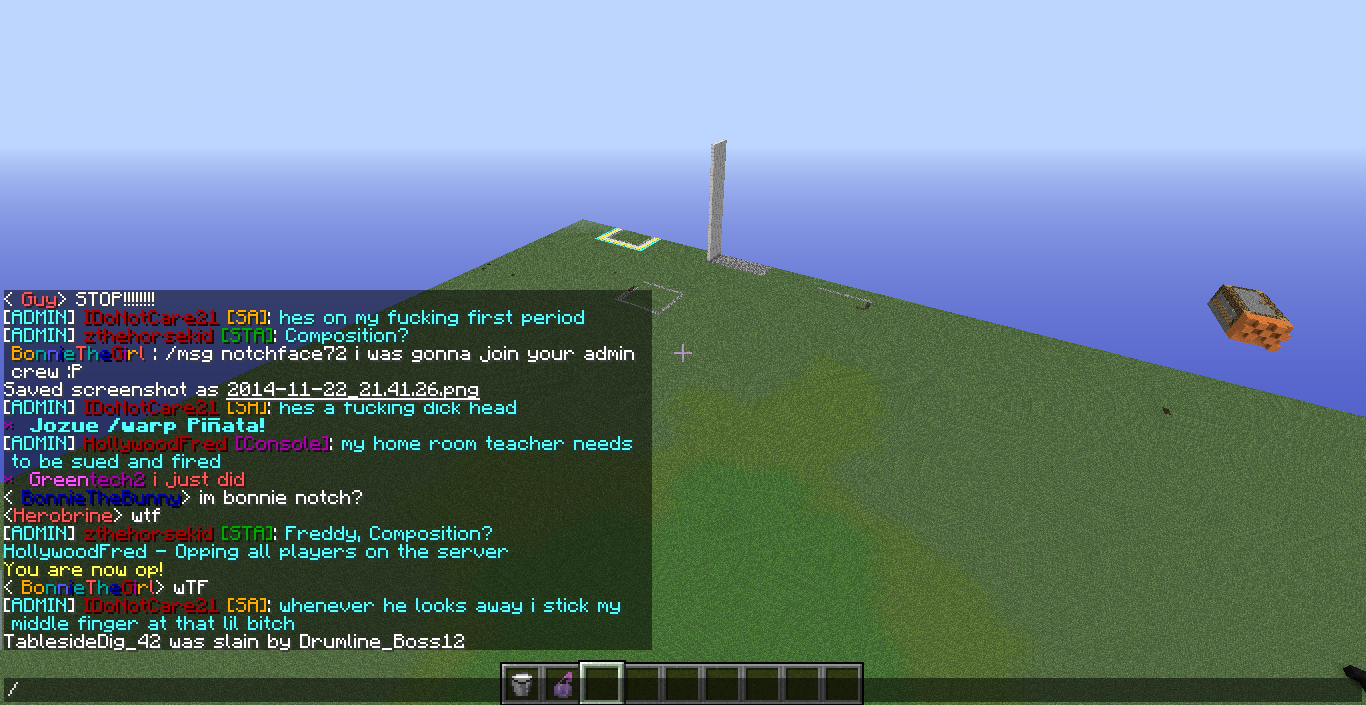 < Guy> STOP!!!!!!!!
[ADMIN] IDoNotCare21 [SA]: hes on my fucking first period
[ADMIN] zthehorsekid [STA]: Composition?
BonnieTheGirl : /msg notchface72 i was gonna join your admin
crew :P
Saved screenshot as 2014-11-22_21.41.26.png
[ADMIN] IDoNotCare21 [SA]: hes a fucking dick head
* Jozue /warp Piñata!
[ADMIN] HollywoodFred [Console]: my home room teacher needs
to be sued and fired
* Greentech2 i just did
< BonnieTheBunny> im bonnie notch?
<Herobrine> wtf
[ADMIN] zthehorsekid [STA]: Freddy, Composition?
HollywoodFred - Opping all players on the server
You are now op!
< BonnieTheGirl> wTF
[ADMIN] IDoNotCare21 [SA]: whenever he looks away i stick my
middle finger at that lil bitch
TablesideDig_42 was slain by Drumline_Boss12
/